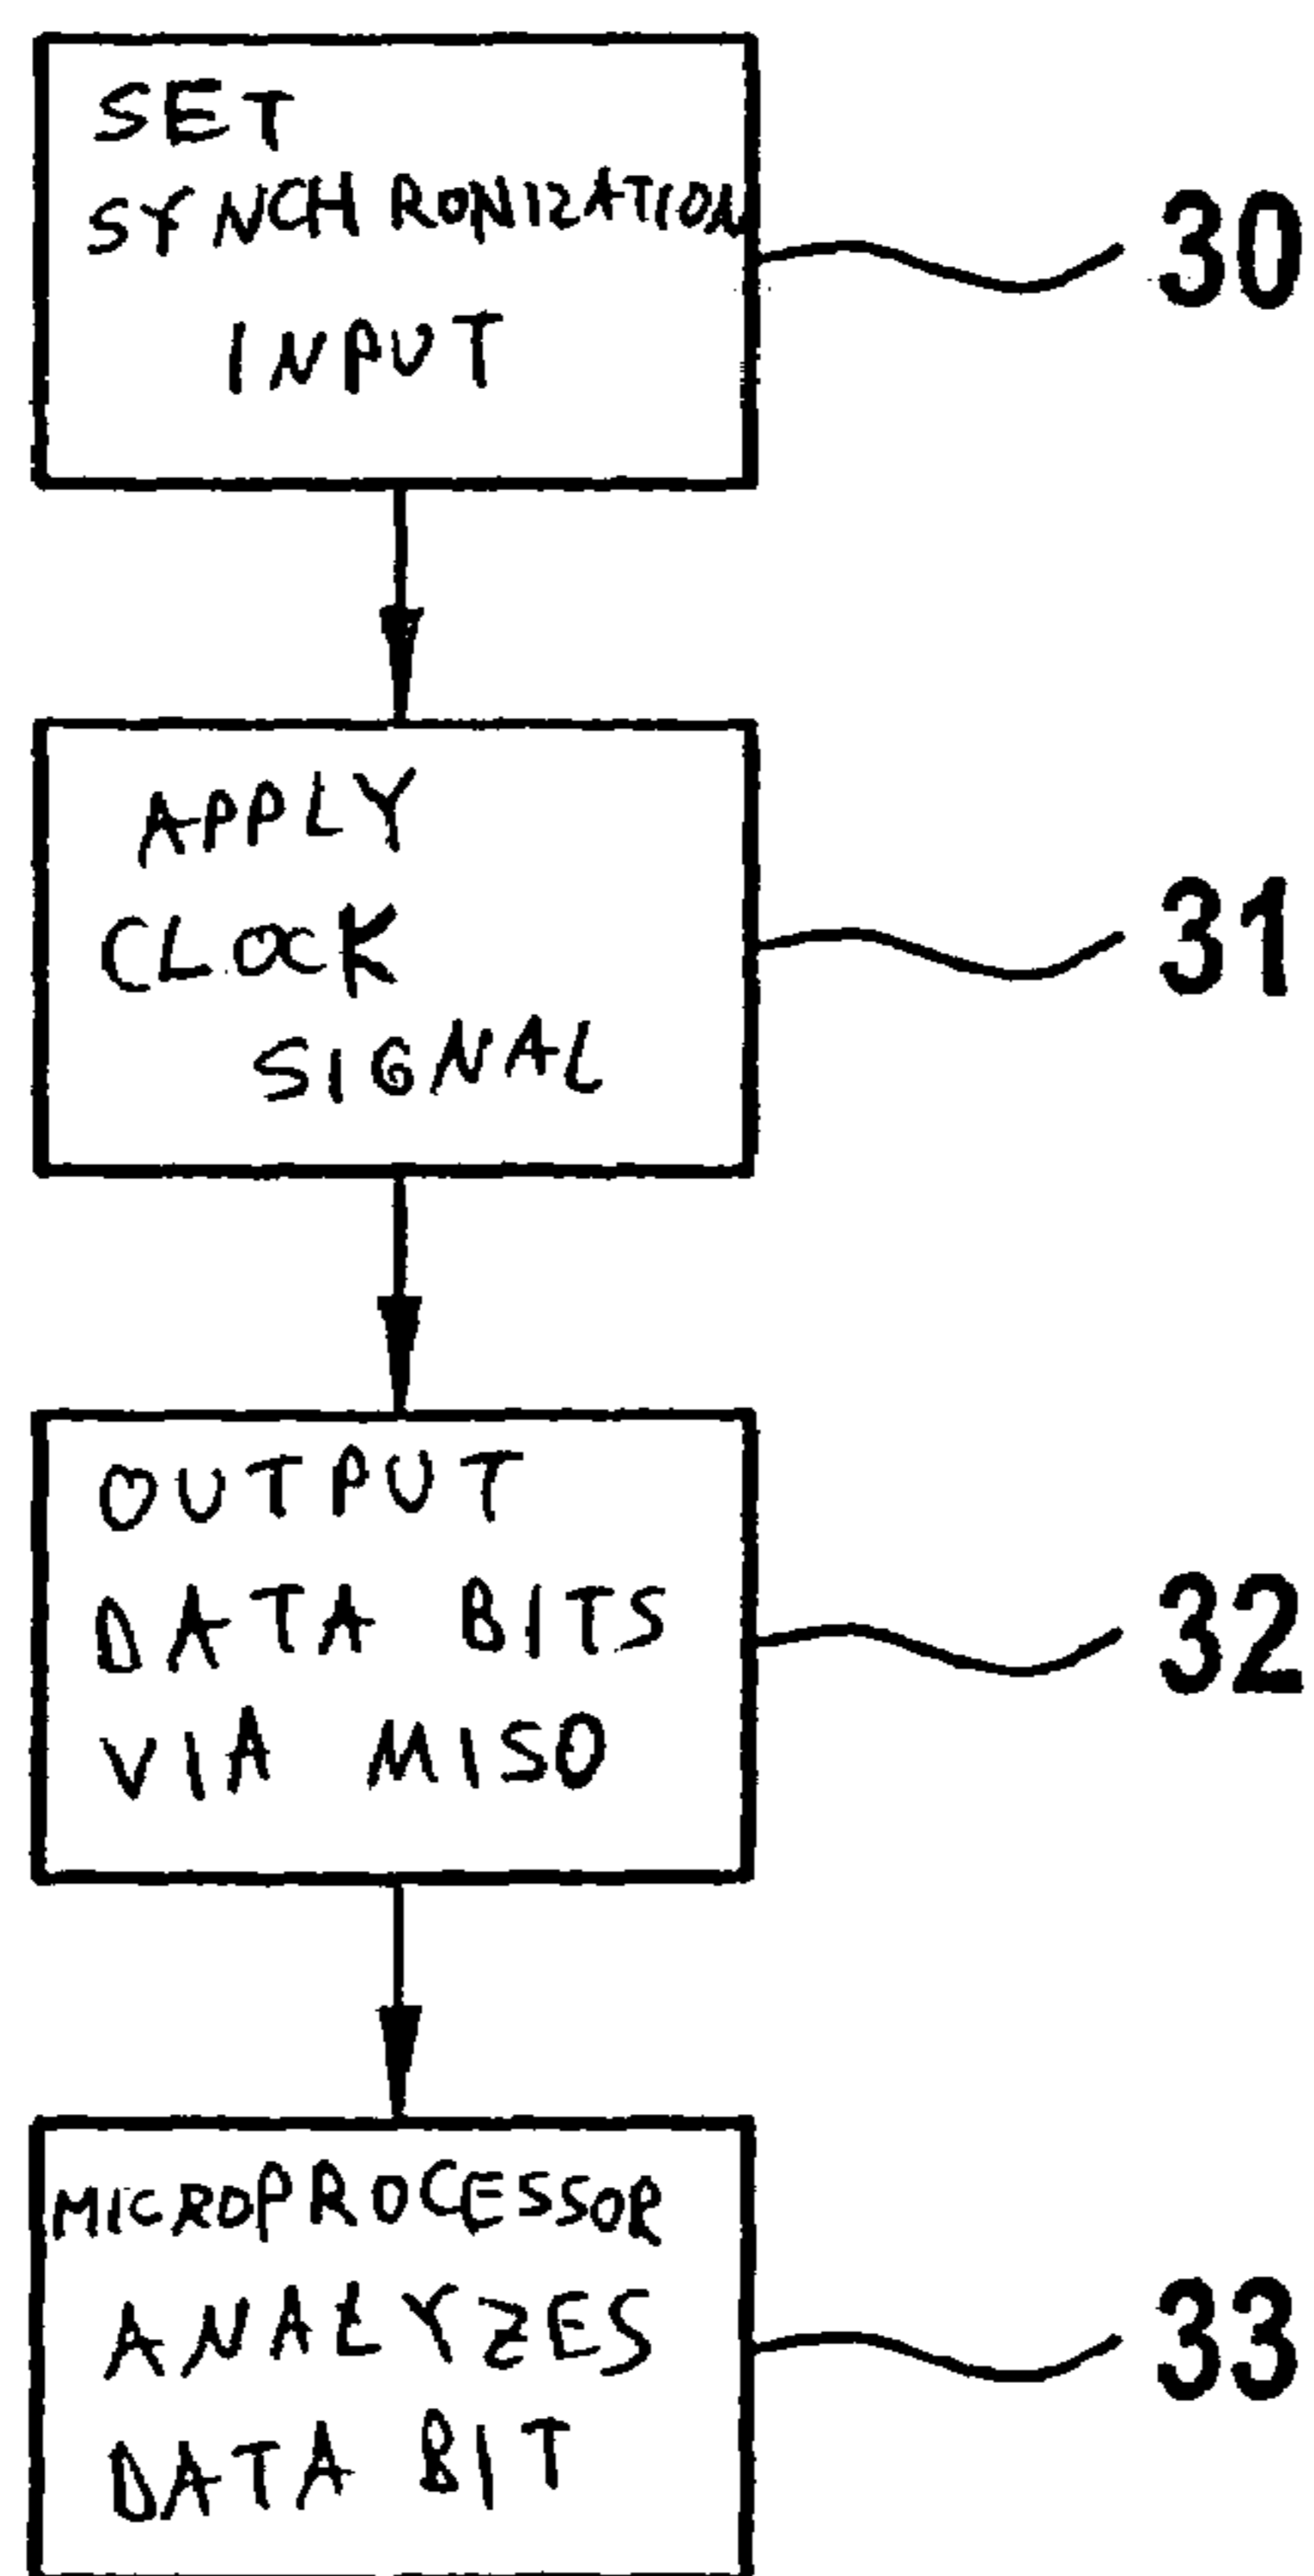 SET
SYNCHRONIZATION
INPUT
30
APPLY
CLOCK
SIGNAL
31
OUTPUT
DATA BITS
VIA MISO
32
MICROPROCESSOR
ANALYZES
DATA BIT
33